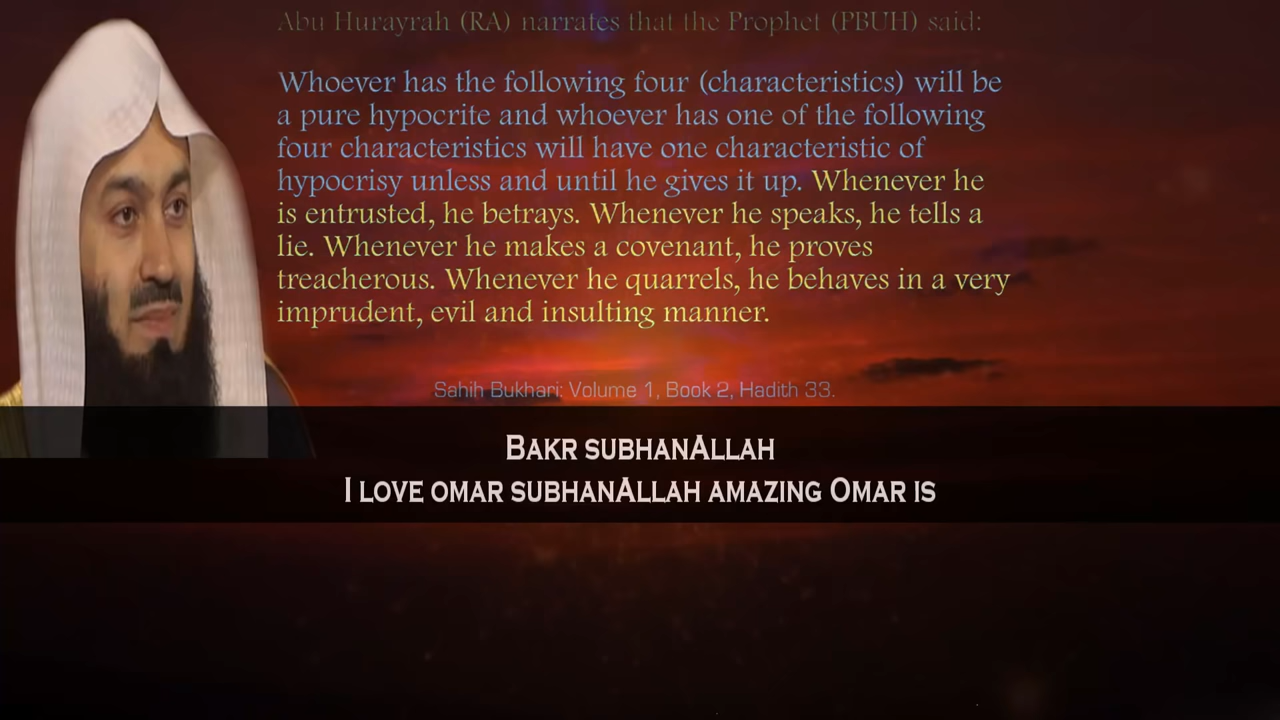 Abu Hurayrah (RA) narrates that the Prophet (PBUH) said:
Whoever has the following four (characteristics) will be
a pure hypocrite and whoever has one of the following
four characteristics will have one characteristic of
hypocrisy unless and until he gives it up. Whenever he
is entrusted, he betrays. Whenever he speaks, he tells a
lie. Whenever he makes a covenant, he proves
treacherous. Whenever he quarrels, he behaves in a very
imprudent, evil and insulting manner.
Sahih Bukhari: Volume 1, Book 2, Hadith 33.
Bakr subhanAllah
I love omar subhanAllah amazing Omar is